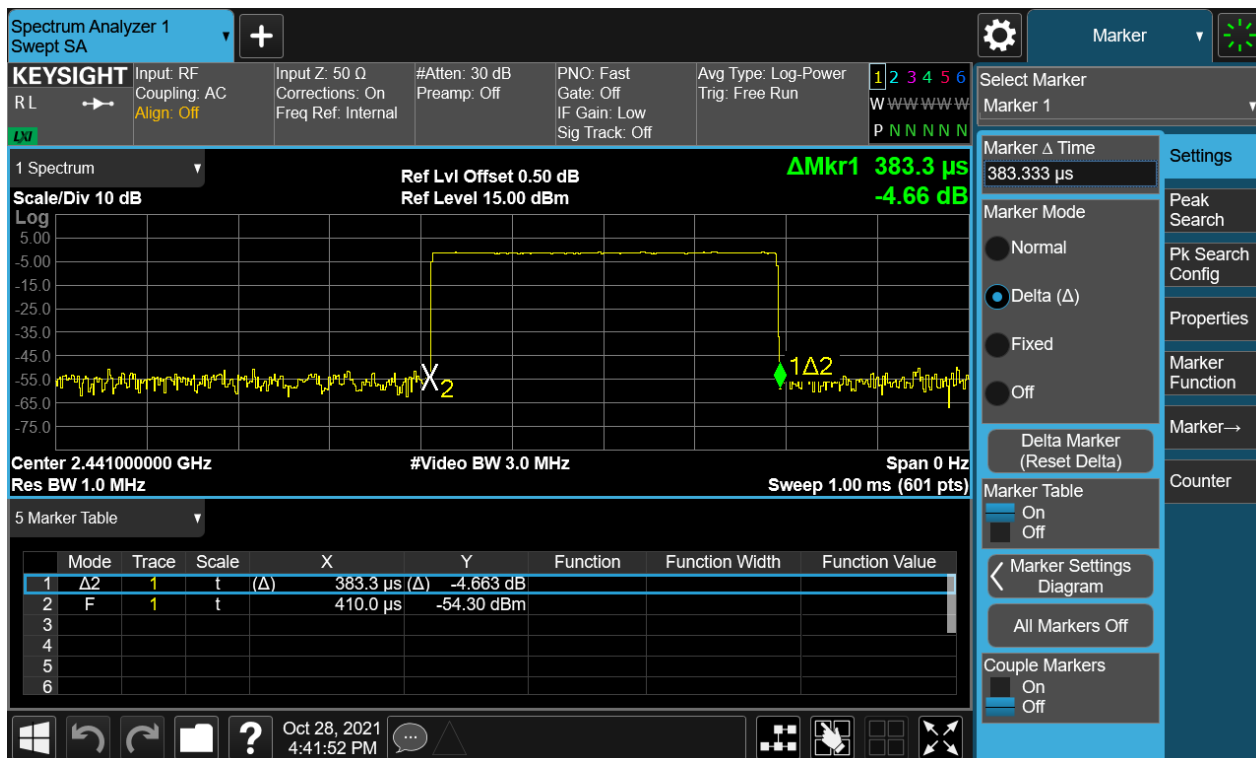 Spectrum Analyzer 1
Swept SA
+
Marker
KEYSIGHT
R L
LXI
Input: RF
Coupling: AC
Align: Off
Input Z: 50 Ω
Corrections: On
Freq Ref: Internal
#Atten: 30 dB
Preamp: Off
PNO: Fast
Gate: Off
IF Gain: Low
Sig Track: Off
Avg Type: Log-Power
Trig: Free Run
1 2 3 4 5 6
W W W W W W
P N N N N N
Select Marker
Marker 1
1 Spectrum
Scale/Div 10 dB
Ref Lvl Offset 0.50 dB
Ref Level 15.00 dBm
ΔMkr1 383.3 µs
-4.66 dB
Log
5.00
-5.00
-15.0
-25.0
-35.0
-45.0
-55.0
-65.0
-75.0
X2
1Δ2
Center 2.441000000 GHz
#Video BW 3.0 MHz
Span 0 Hz
Res BW 1.0 MHz
Sweep 1.00 ms (601 pts)
Marker Δ Time
383.333 µs
Marker Mode
Normal
Delta (Δ)
Fixed
Off
Delta Marker
(Reset Delta)
Marker Table
On
Off
Marker Settings
Diagram
All Markers Off
Couple Markers
On
Off
Settings
Peak
Search
Pk Search
Config
Properties
Marker
Function
Marker→
Counter
5 Marker Table
Mode Trace Scale X Y Function Function Width Function Value
1 Δ2 1 t (Δ) 383.3 µs (Δ) -4.663 dB
2 F 1 t 410.0 µs -54.30 dBm
3
4
5
6
?
Oct 28, 2021
4:41:52 PM